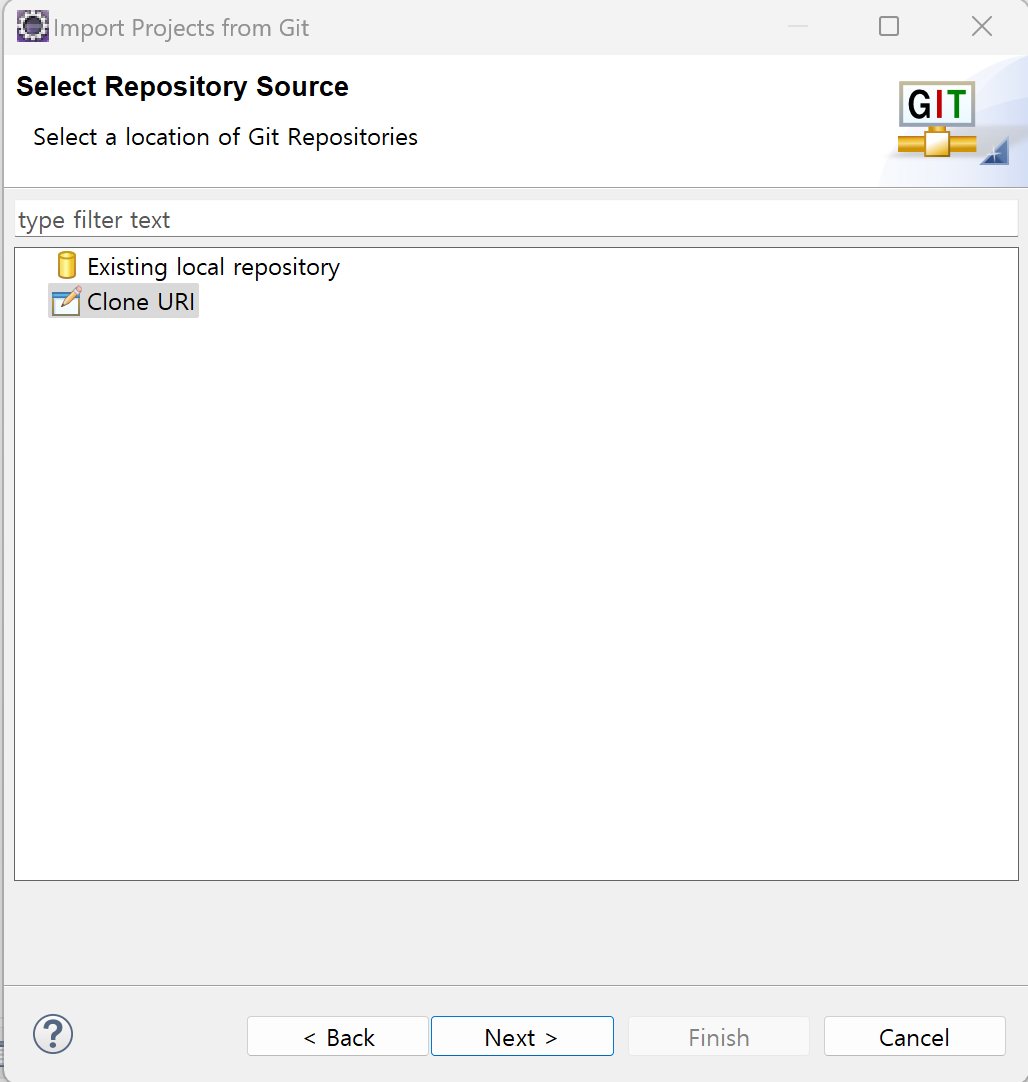 Import Projects from Git
Select Repository Source
Select a location of Git Repositories
GIT
type filter text
Existing local repository
Clone URI
?
< Back
Next >
Finish
Cancel